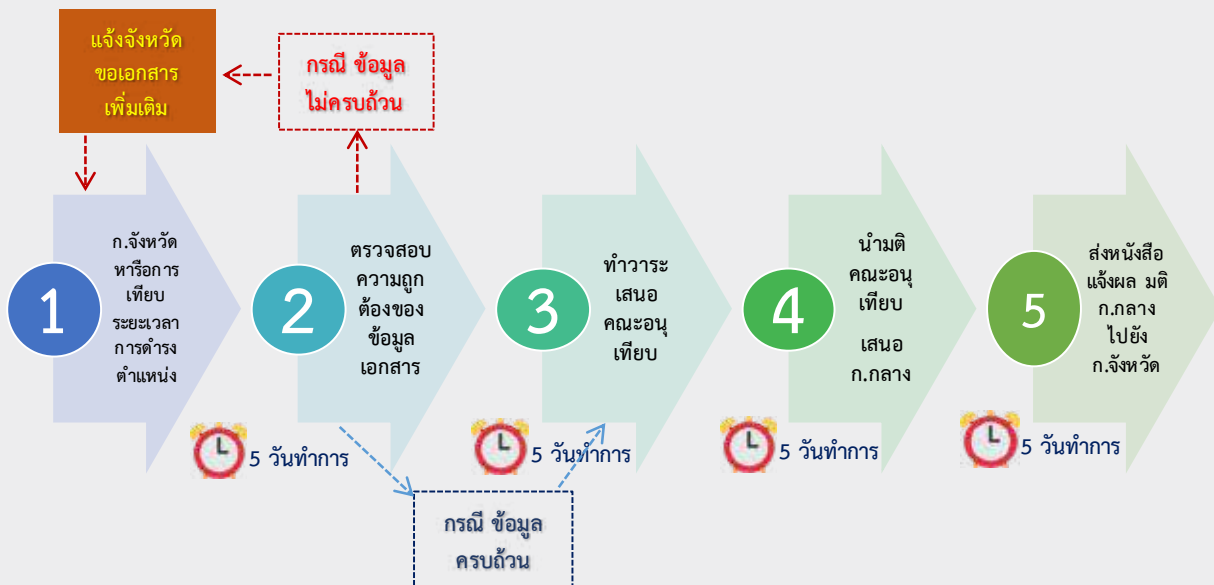 แจ้งจังหวัด
ขอเอกสาร
เพิ่มเติม
กรณี ข้อมูล
ไม่ครบถ้วน
1
ก.จังหวัด
หารือการ
เทียบ
ระยะเวลา
การดำรง
ตำแหน่ง
2
ตรวจสอบ
ความถูก
ต้องของ
ข้อมูล
เอกสาร
3
ทำวาระ
เสนอ
คณะอนุ
เทียบ
4
นำมติ
คณะอนุ
เทียบ
เสนอ
ก.กลาง
5
ส่งหนังสือ
แจ้งผล มติ
ก.กลาง
ไปยัง
ก.จังหวัด
5 วันทำการ
5 วันทำการ
5 วันทำการ
5 วันทำการ
กรณี ข้อมูล
ครบถ้วน